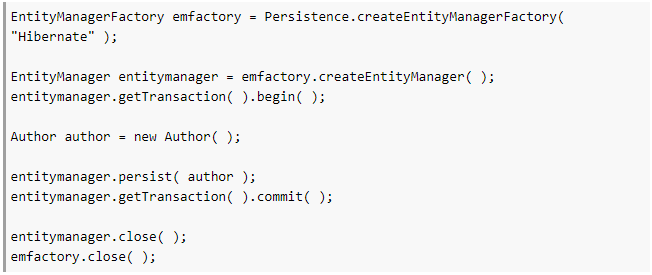 EntityManagerFactory emfactory = Persistence.createEntityManagerFactory(
"Hibernate" );
EntityManager entitymanager = emfactory.createEntityManager( );
entitymanager.getTransaction( ).begin( );
Author author = new Author( );
entitymanager.persist( author );
entitymanager.getTransaction( ).commit( );
entitymanager.close( );
emfactory.close( );